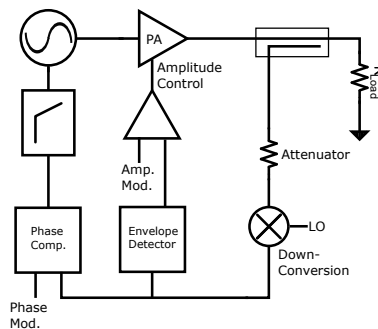 PA
Amplitude
Control
R
Load
Attenuator
Amp.
Mod.
Phase
Comp.
Envelope
Detector
LO
Down-
Conversion
Phase
Mod.